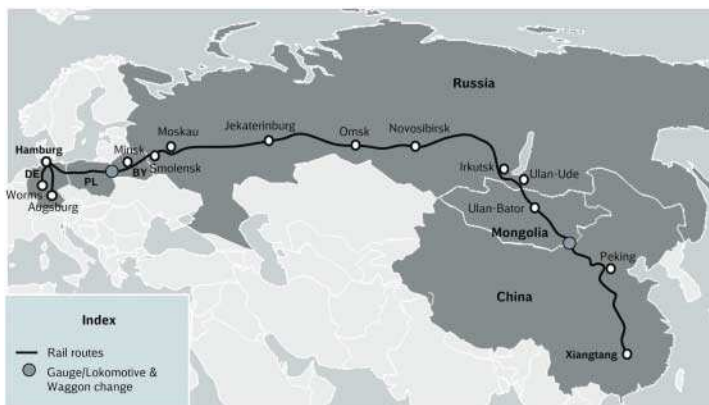 Russia
Moskau
Jekaterinburg
Omsk
Novosibirsk
Hamburg
Minsk
Smolensk
Irkutsk
Ulan-Ude
DE
PL
BY
Worms
Augsburg
Ulan-Bator
Mongolia
Peking
China
Xiangtang
Index
Rail routes
Gauge/Lokomotive &
Waggon change